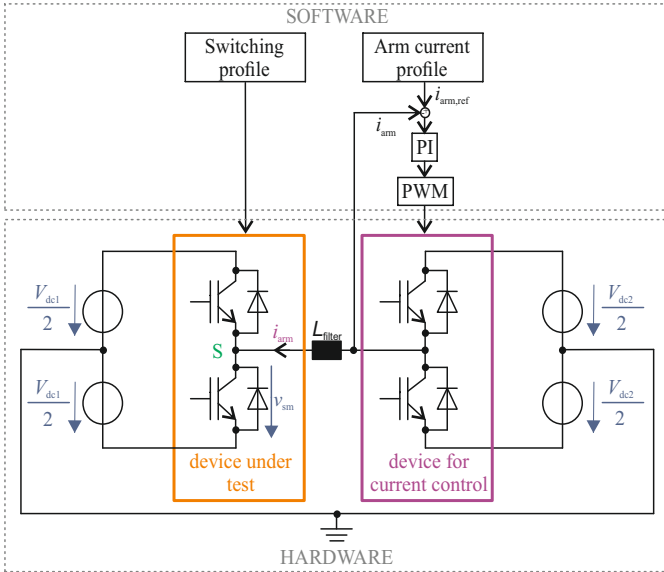 SOFTWARE
Switching
profile
Arm current
profile
i_arm,ref
i_arm
PI
PWM
V_dc1
2
V_dc1
2
S
i_arm
L_filter
v_sm
V_dc2
2
V_dc2
2
device under
test
device for
current control
HARDWARE